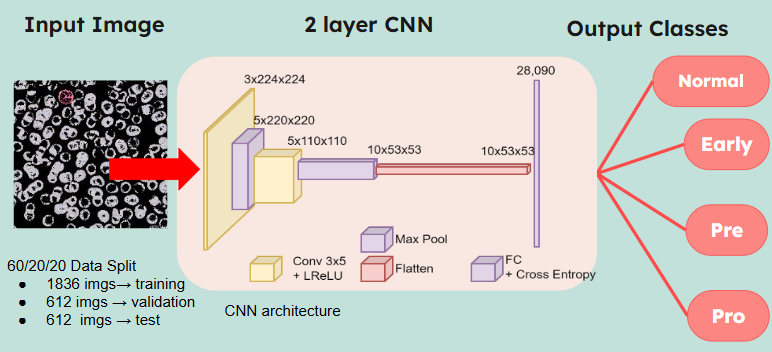 Input Image
2 layer CNN
Output Classes
3x224x224
5x220x220
5x110x110
10x53x53
10x53x53
28,090
Max Pool
Conv 3x5
+ LReLU
Flatten
FC
+ Cross Entropy
CNN architecture
Normal
Early
Pre
Pro
60/20/20 Data Split
● 1836 imgs→ training
● 612 imgs → validation
● 612 imgs → test